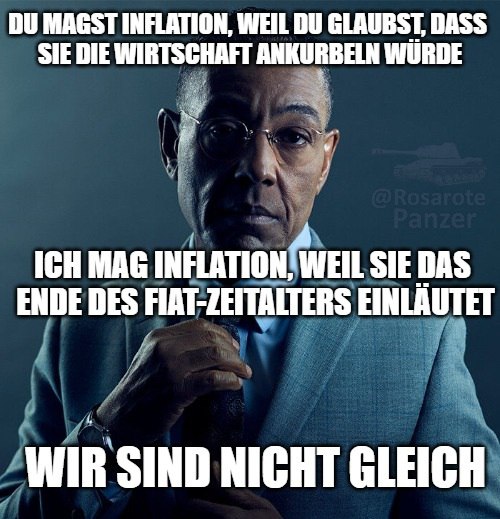 DU MAGST INFLATION, WEIL DU GLAUBST, DASS
SIE DIE WIRTSCHAFT ANKURBELN WÜRDE
@Rosarote
Panzer
ICH MAG INFLATION, WEIL SIE DAS
ENDE DES FIAT-ZEITALTERS EINLÄUTET
WIR SIND NICHT GLEICH